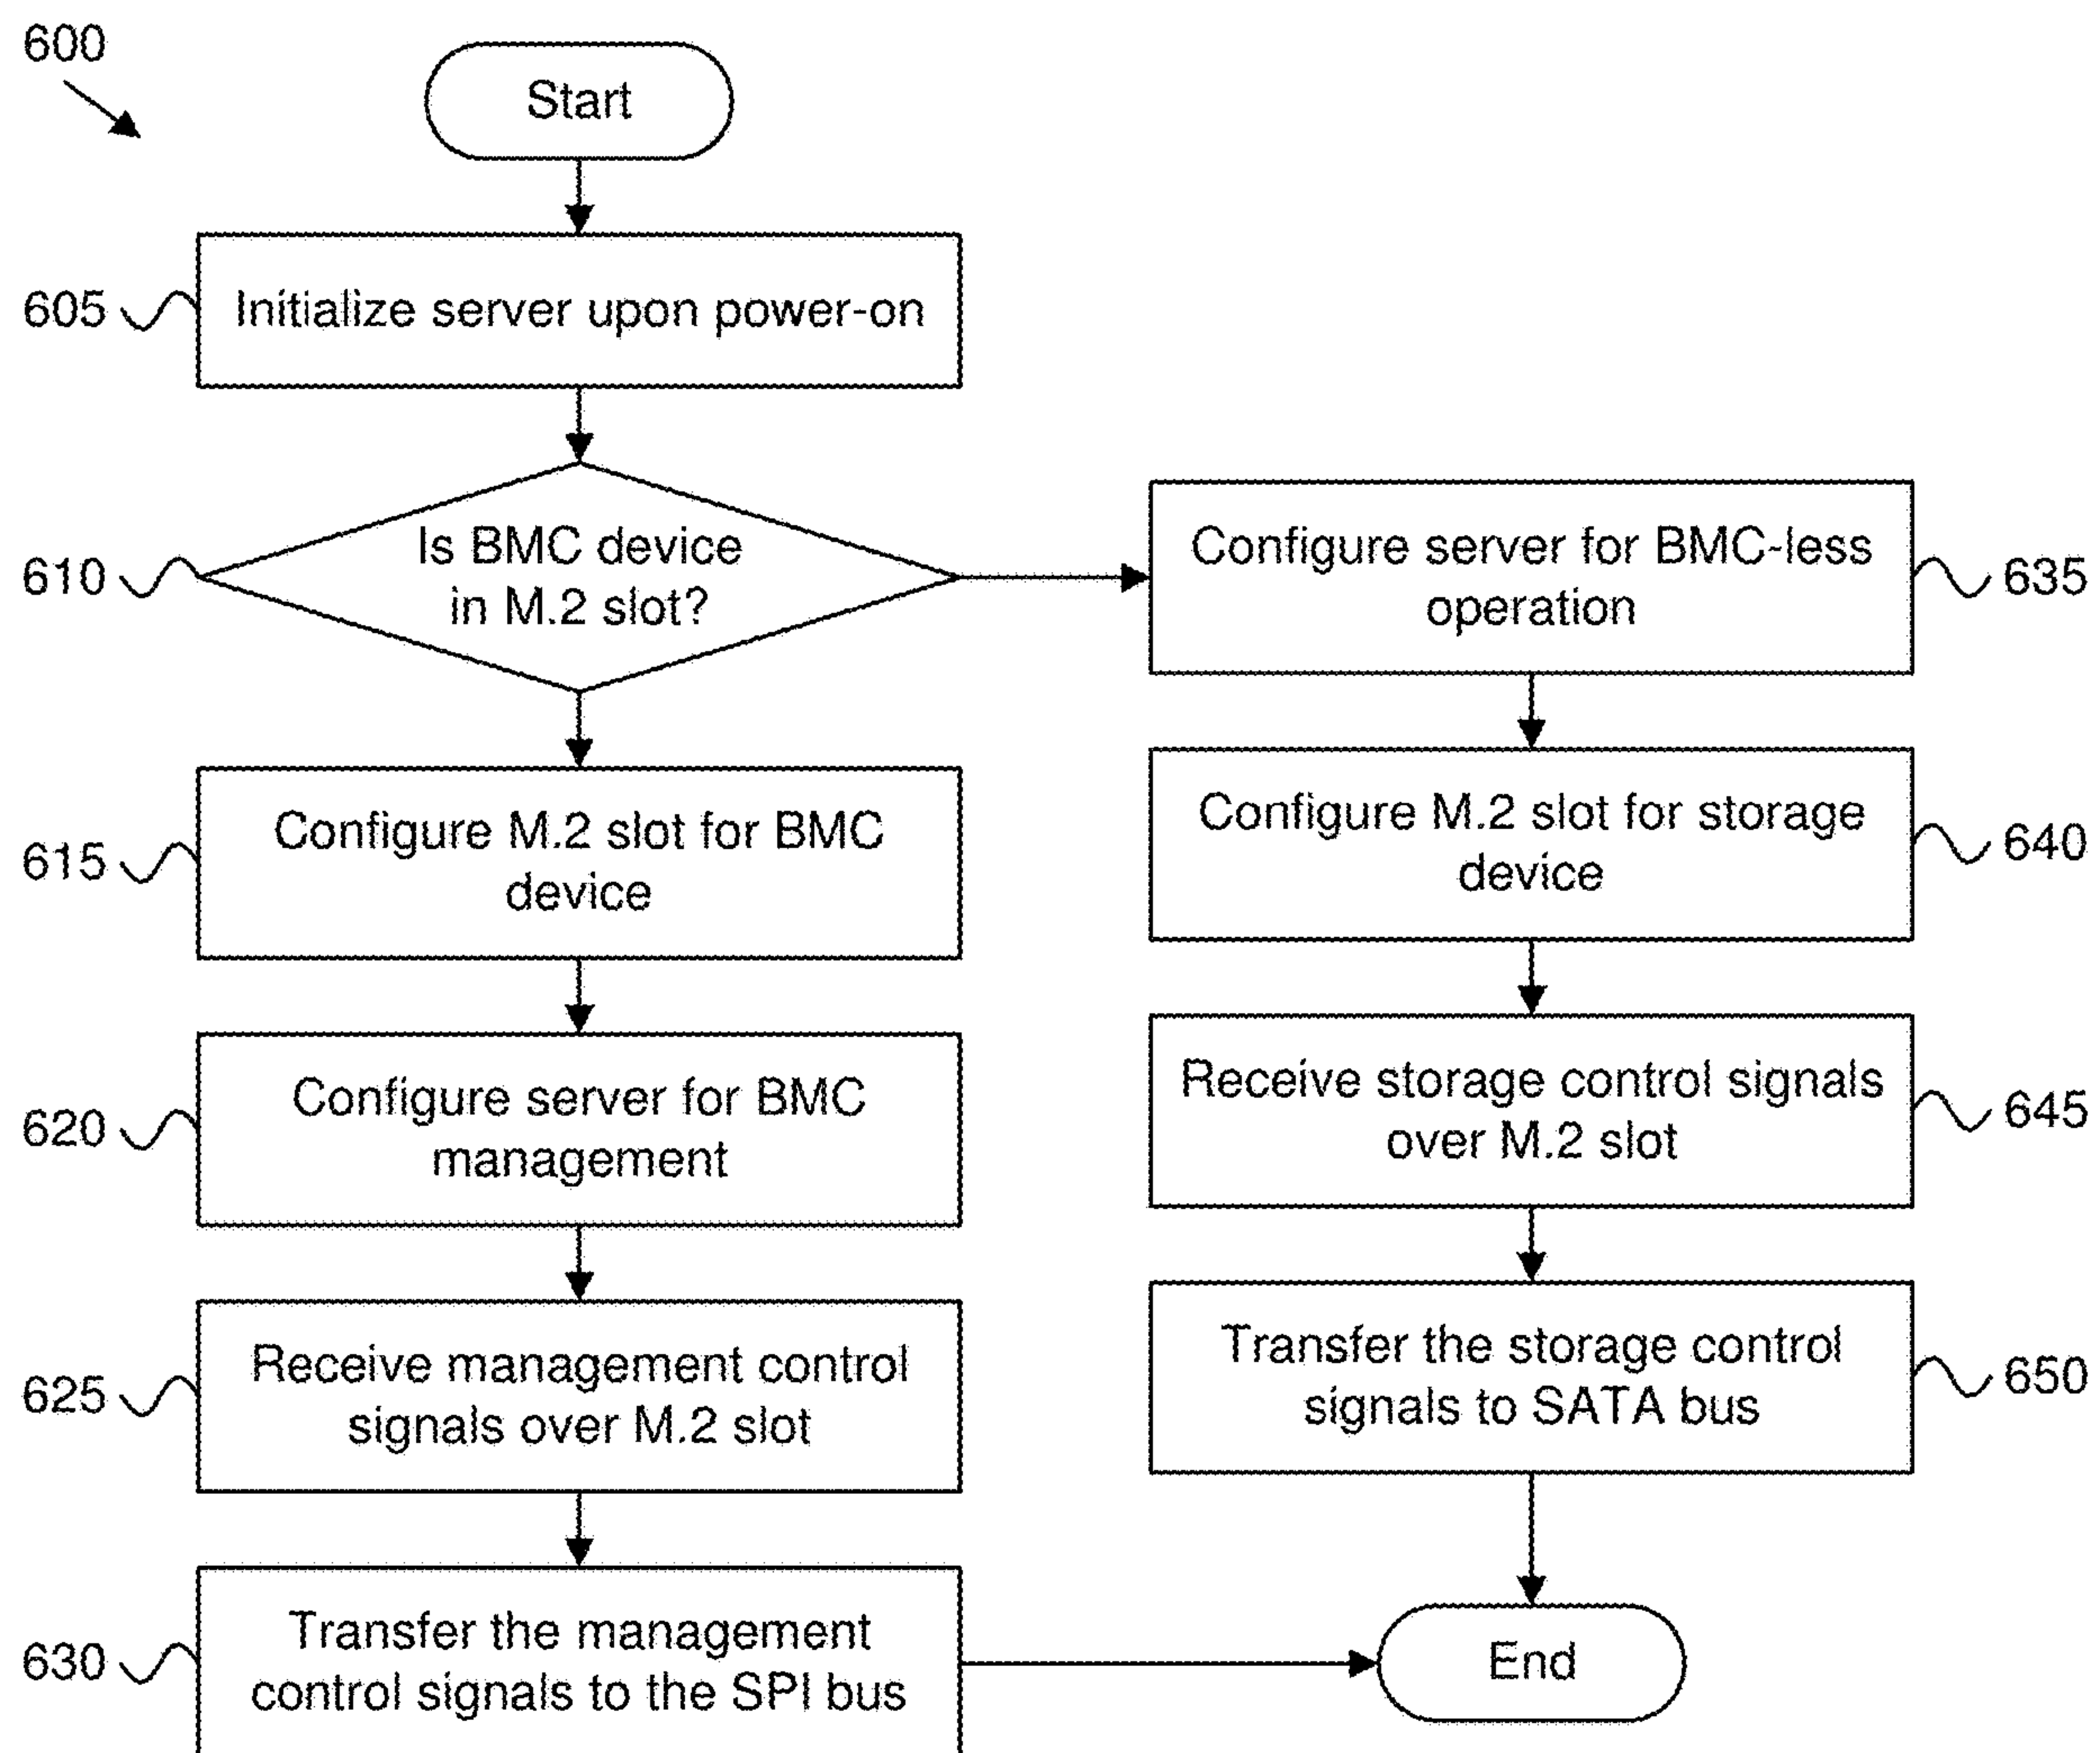 600
Start
605
Initialize server upon power-on
610
Is BMC device
in M.2 slot?
615
Configure M.2 slot for BMC
device
620
Configure server for BMC
management
625
Receive management control
signals over M.2 slot
630
Transfer the management
control signals to the SPI bus
Configure server for BMC-less
operation
635
Configure M.2 slot for storage
device
640
Receive storage control signals
over M.2 slot
645
Transfer the storage control
signals to SATA bus
650
End